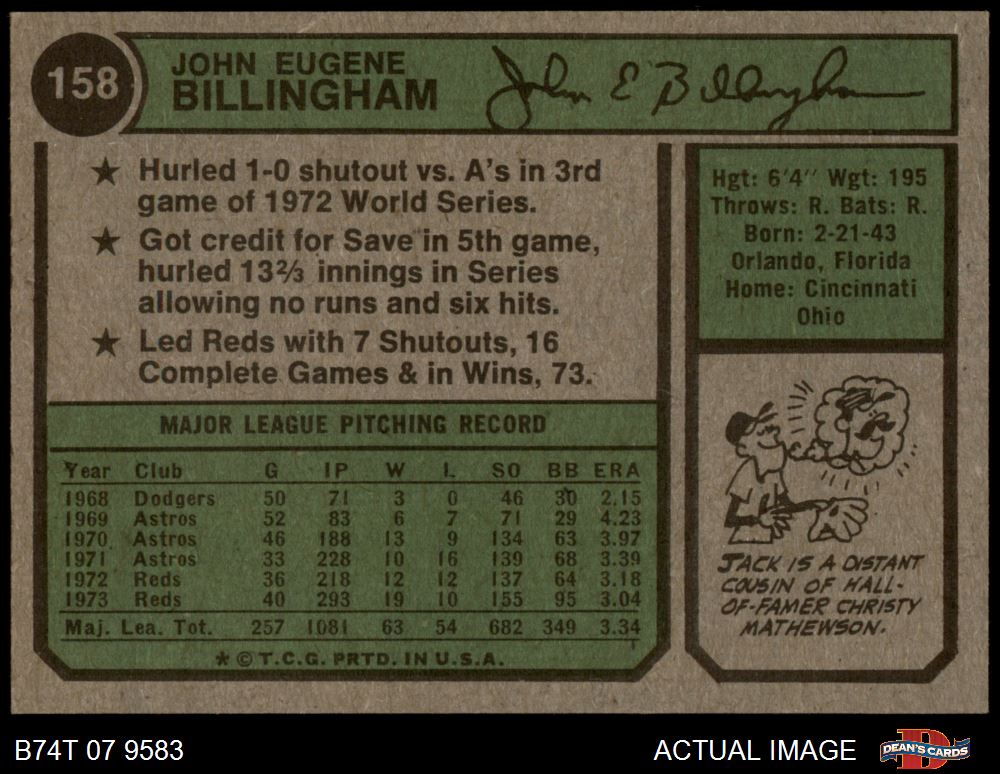 158
JOHN EUGENE
BILLINGHAM
John E Billingham
★ Hurled 1-0 shutout vs. A's in 3rd
game of 1972 World Series.
★ Got credit for Save in 5th game,
hurled 13⅔ innings in Series
allowing no runs and six hits.
★ Led Reds with 7 Shutouts, 16
Complete Games & in Wins, 73.
Hgt: 6'4" Wgt: 195
Throws: R. Bats: R.
Born: 2-21-43
Orlando, Florida
Home: Cincinnati
Ohio
MAJOR LEAGUE PITCHING RECORD
Year Club G IP W L SO BB ERA
1968 Dodgers 50 71 3 0 46 30 2.15
1969 Astros 52 83 6 7 71 29 4.23
1970 Astros 46 188 13 9 134 63 3.97
1971 Astros 33 228 10 16 139 68 3.39
1972 Reds 36 218 12 12 137 64 3.18
1973 Reds 40 293 19 10 155 95 3.04
Maj. Lea. Tot. 257 1081 63 54 682 349 3.34
* © T.C.G. PRTD. IN U.S.A.
JACK IS A DISTANT
COUSIN OF HALL-
OF-FAMER CHRISTY
MATHEWSON.
B74T 07 9583
ACTUAL IMAGE
DEAN'S CARDS